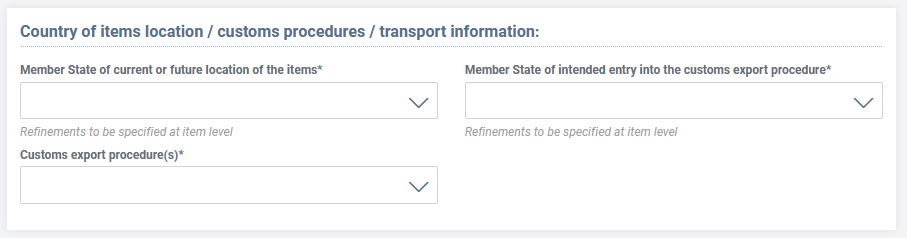 Country of items location / customs procedures / transport information:
Member State of current or future location of the items*
Member State of intended entry into the customs export procedure*
Refinements to be specified at item level
Refinements to be specified at item level
Customs export procedure(s)*